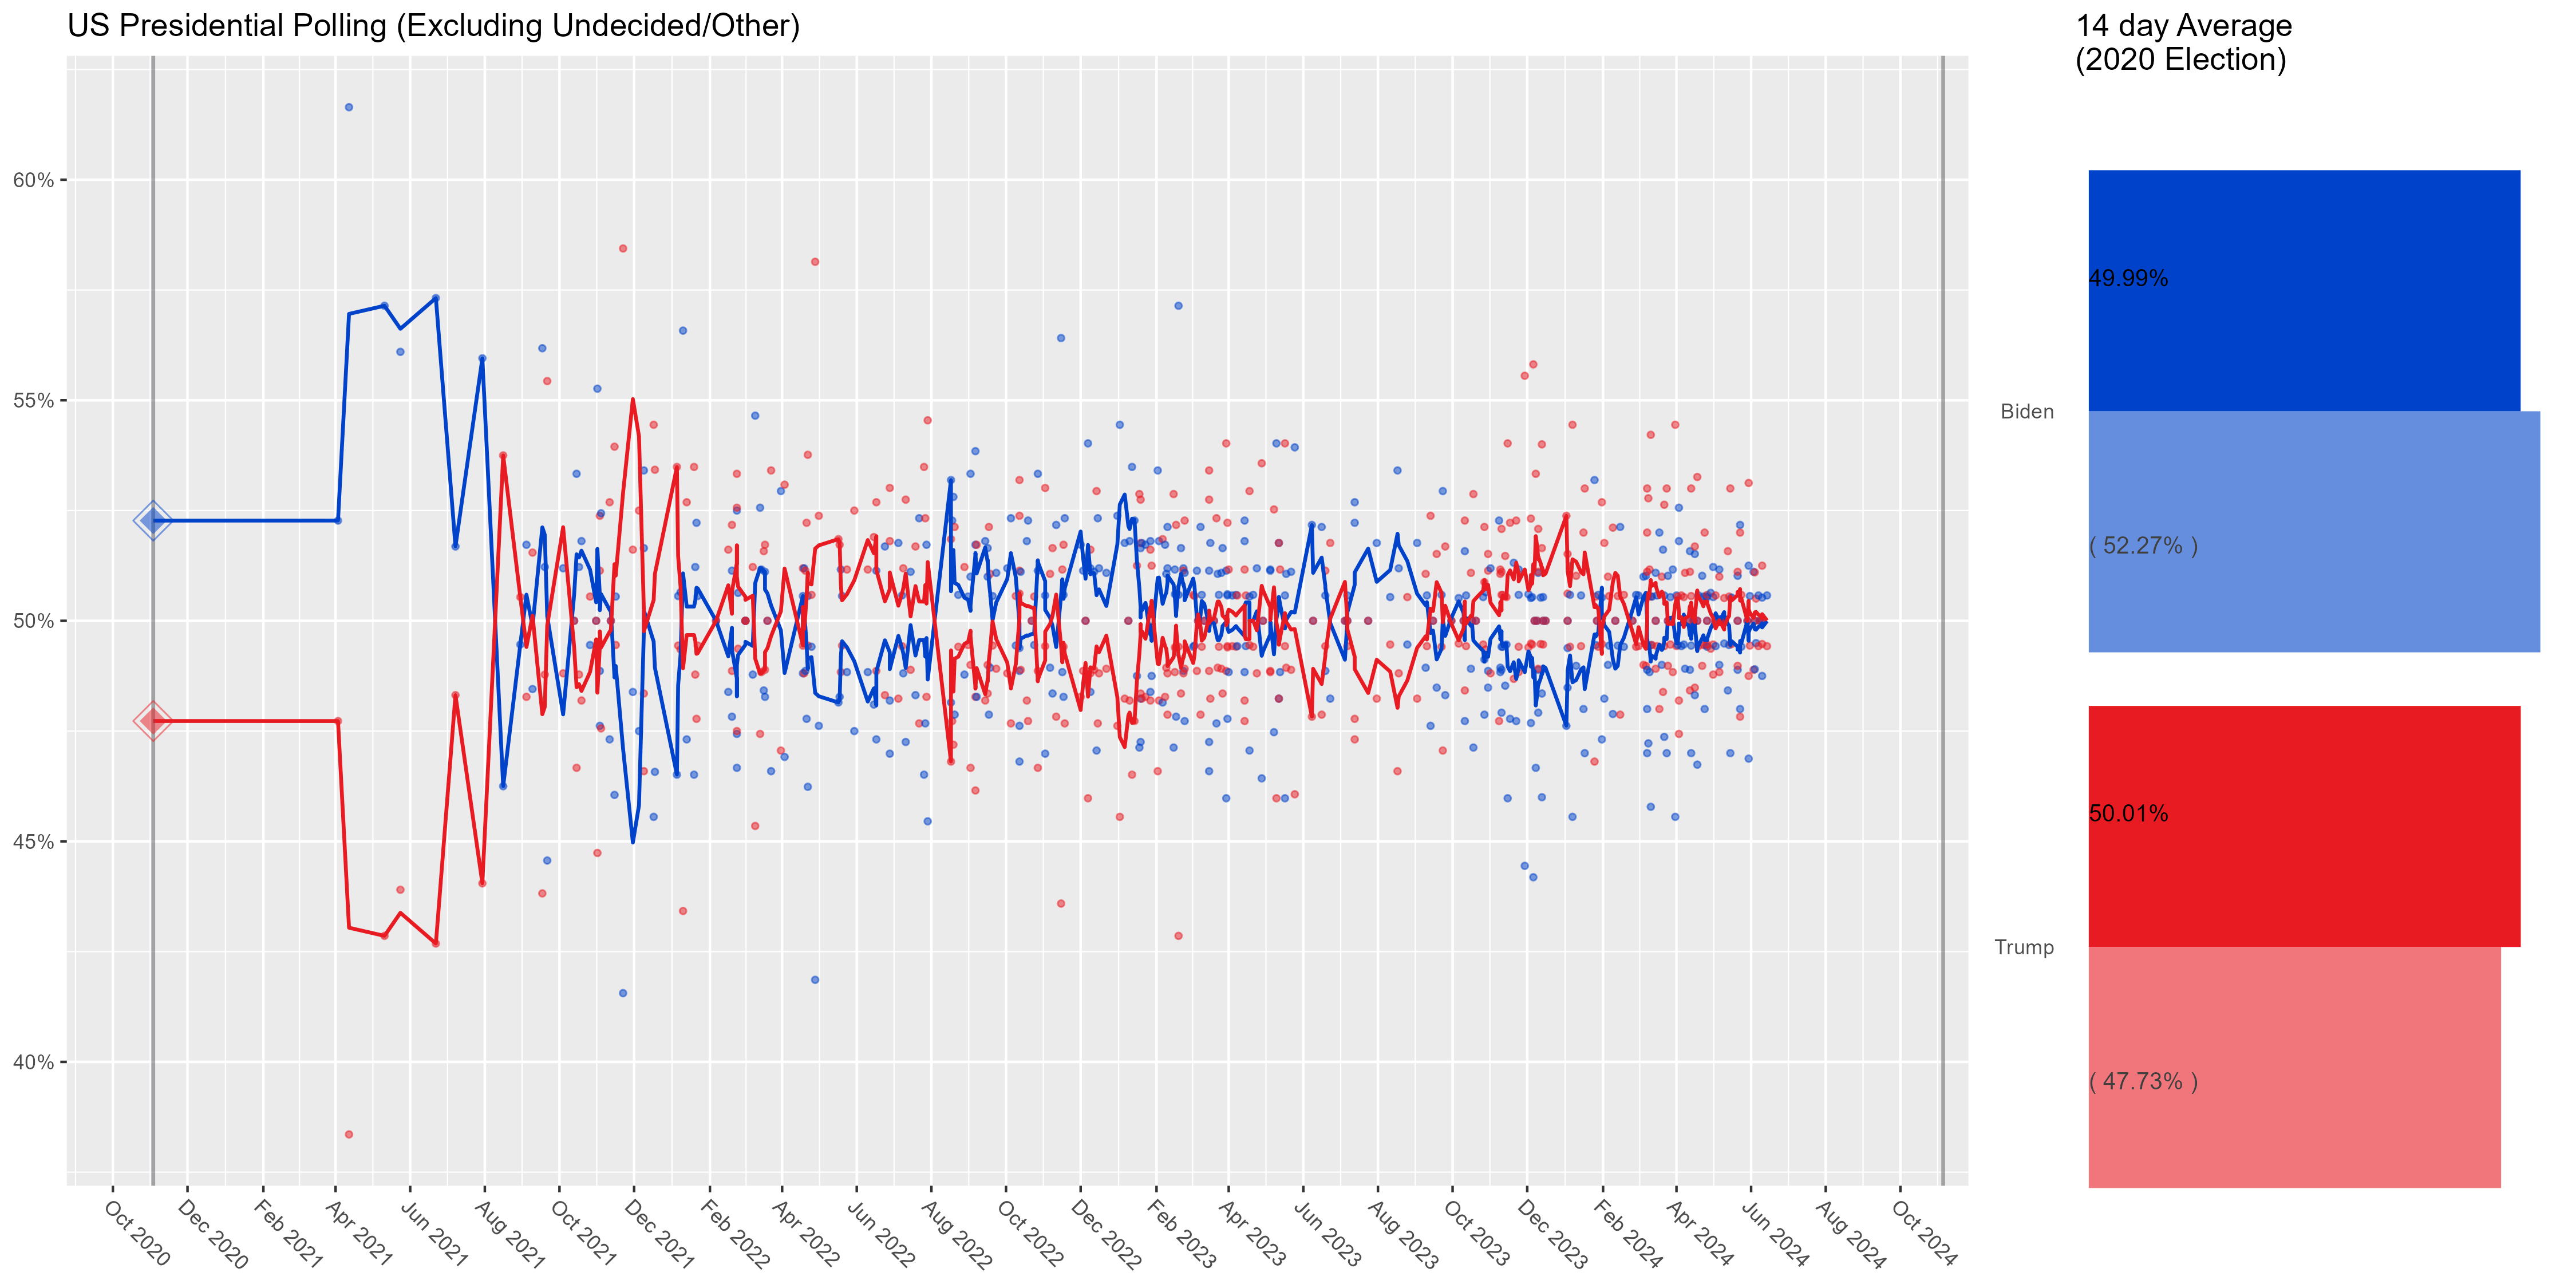 US Presidential Polling (Excluding Undecided/Other)
14 day Average
(2020 Election)
60%
55%
50%
45%
40%
Oct 2020
Dec 2020
Feb 2021
Apr 2021
Jun 2021
Aug 2021
Oct 2021
Dec 2021
Feb 2022
Apr 2022
Jun 2022
Aug 2022
Oct 2022
Dec 2022
Feb 2023
Apr 2023
Jun 2023
Aug 2023
Oct 2023
Dec 2023
Feb 2024
Apr 2024
Jun 2024
Aug 2024
Oct 2024
49.99%
Biden
( 52.27% )
50.01%
Trump
( 47.73% )